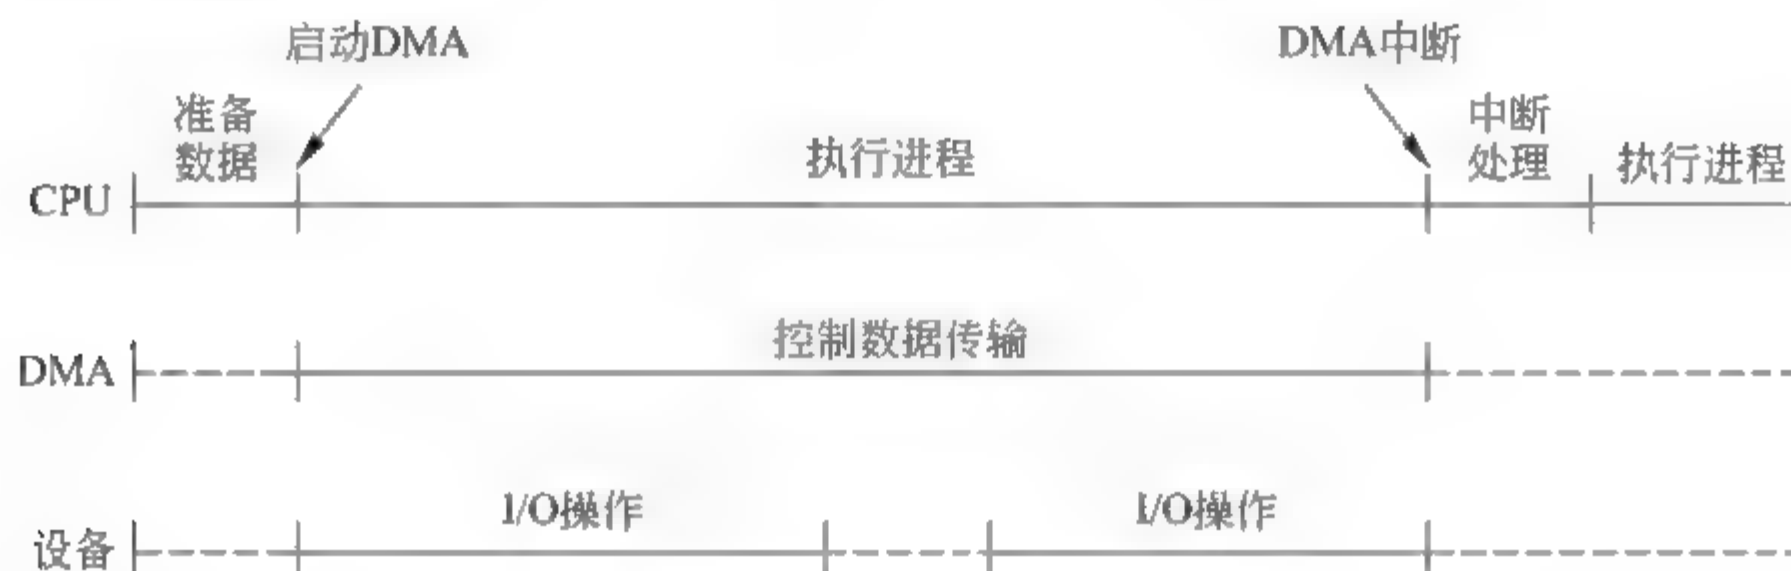 启动DMA
DMA中断
准备
数据
执行进程
中断
处理
执行进程
CPU
控制数据传输
DMA
I/O操作
I/O操作
设备